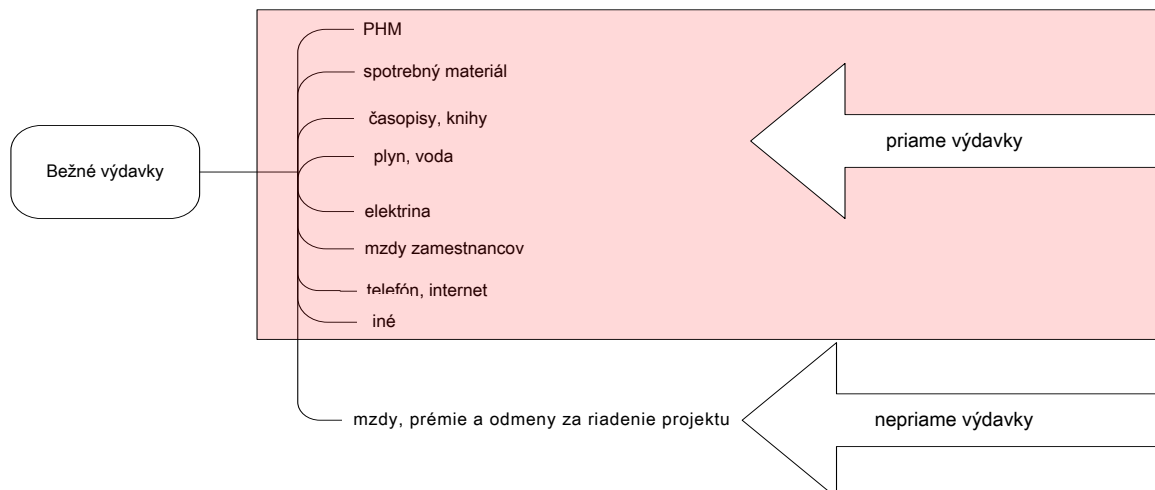 PHM
spotrebný materiál
časopisy, knihy
priame výdavky
plyn, voda
Bežné výdavky
elektrina
mzdy zamestnancov
telefón, internet
iné
mzdy, prémie a odmeny za riadenie projektu
nepriame výdavky